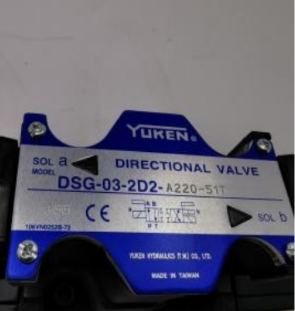 YUKEN®
SOL a DIRECTIONAL VALVE
MODEL DSG-03-2D2-A220-51T
CE
A B
P T
SOL b
YUKEN HYDRAULICS (T.W.) CO., LTD.
MADE IN TAIWAN